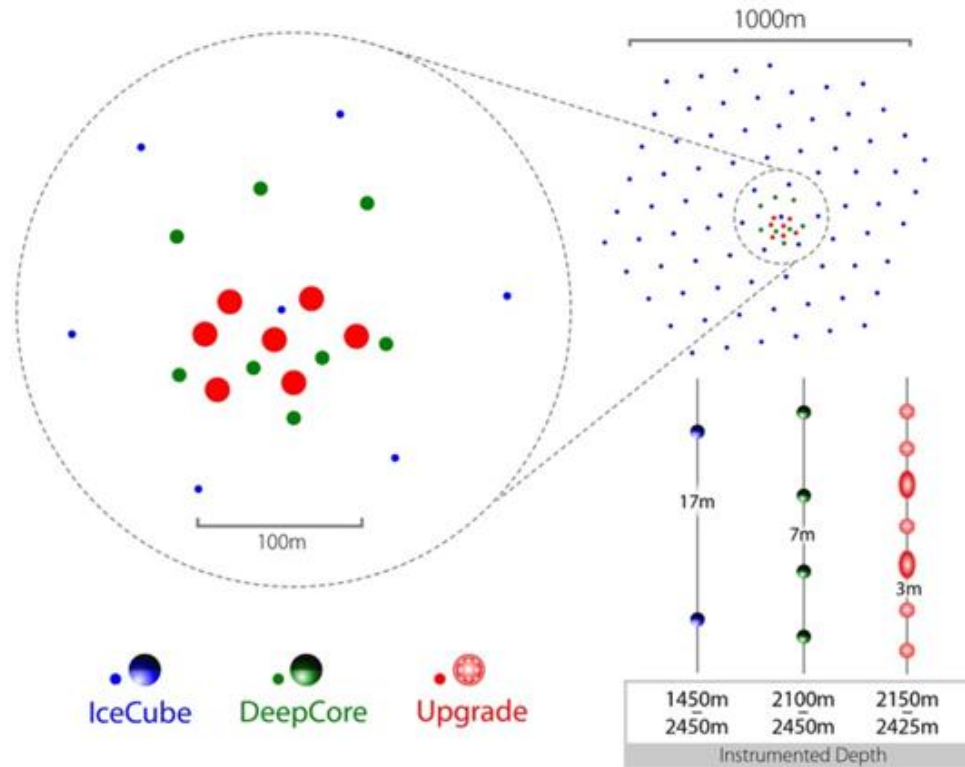 1000m
100m
17m
7m
3m
IceCube
DeepCore
Upgrade
1450m
–
2450m
2100m
–
2450m
2150m
–
2425m
Instrumented Depth